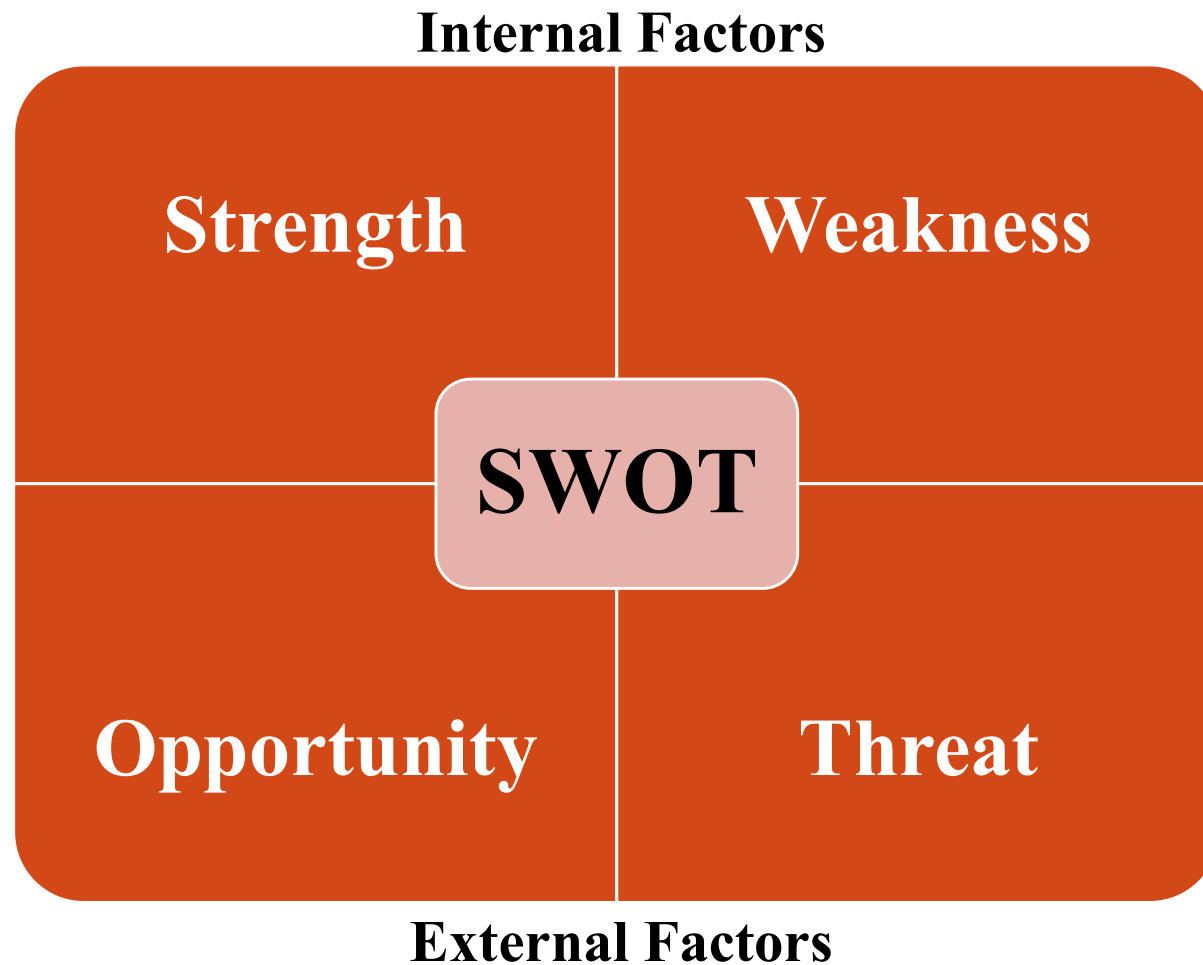 Internal Factors
Strength
Weakness
SWOT
Opportunity
Threat
External Factors